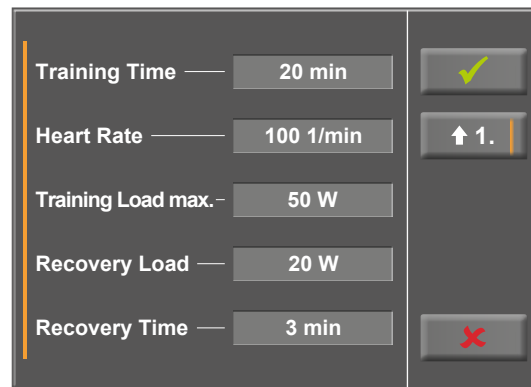 Training Time 20 min
Heart Rate 100 1/min
↑ 1.
Training Load max. 50 W
Recovery Load 20 W
Recovery Time 3 min